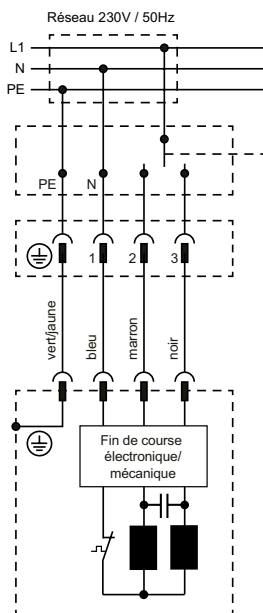 Réseau 230V / 50Hz
L1
N
PE
PE N
1 2 3
vert/jaune
bleu
marron
noir
Fin de course
électronique/
mécanique